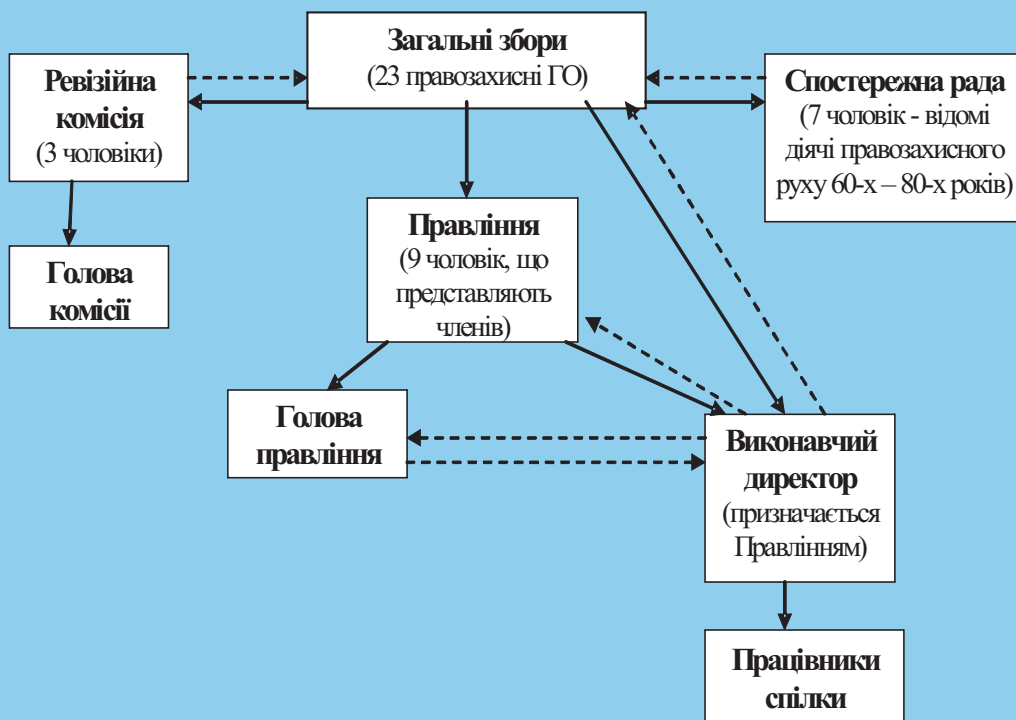 Загальні збори
(23 правозахисні ГО)
Ревізійна
комісія
(3 чоловіки)
Спостережна рада
(7 чоловік - відомі
діячі правозахисного
руху 60-х – 80-х років)
Правління
(9 чоловік, що
представляють
членів)
Голова
комісії
Голова
правління
Виконавчий
директор
(призначається
Правлінням)
Працівники
спілки